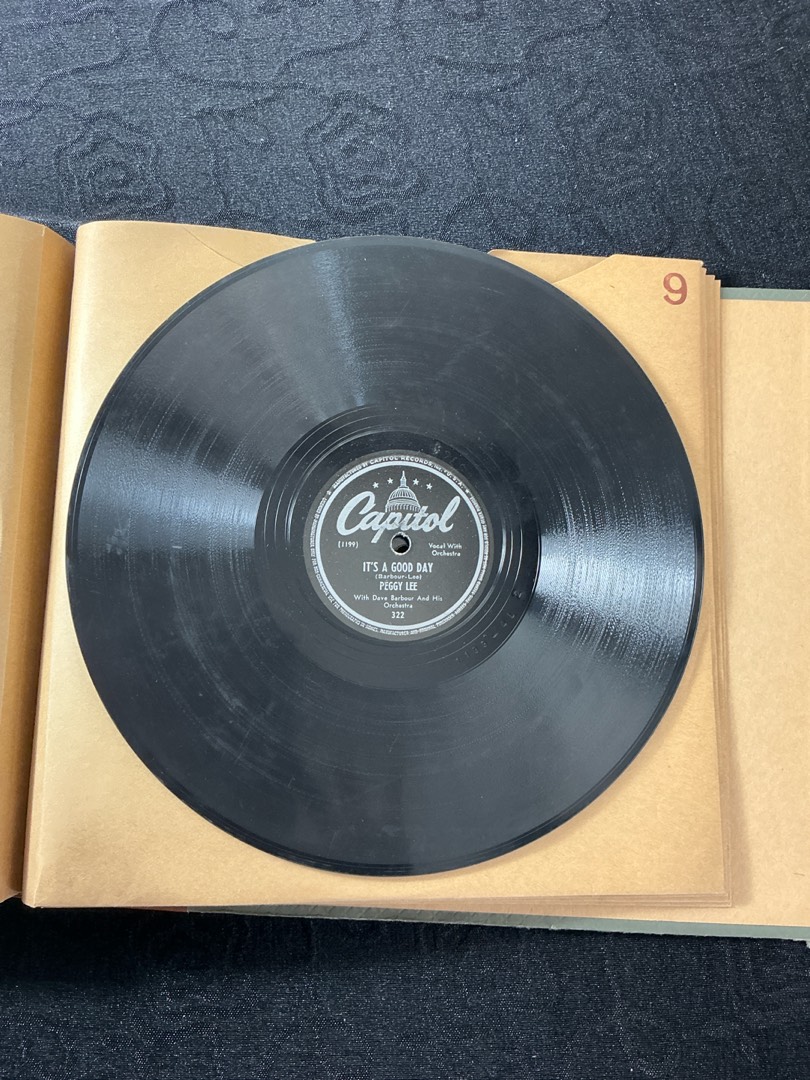 9
Capitol
(1199)
Vocal With
Orchestra
IT'S A GOOD DAY
(Barbour-Lee)
PEGGY LEE
With Dave Barbour And His
Orchestra
322